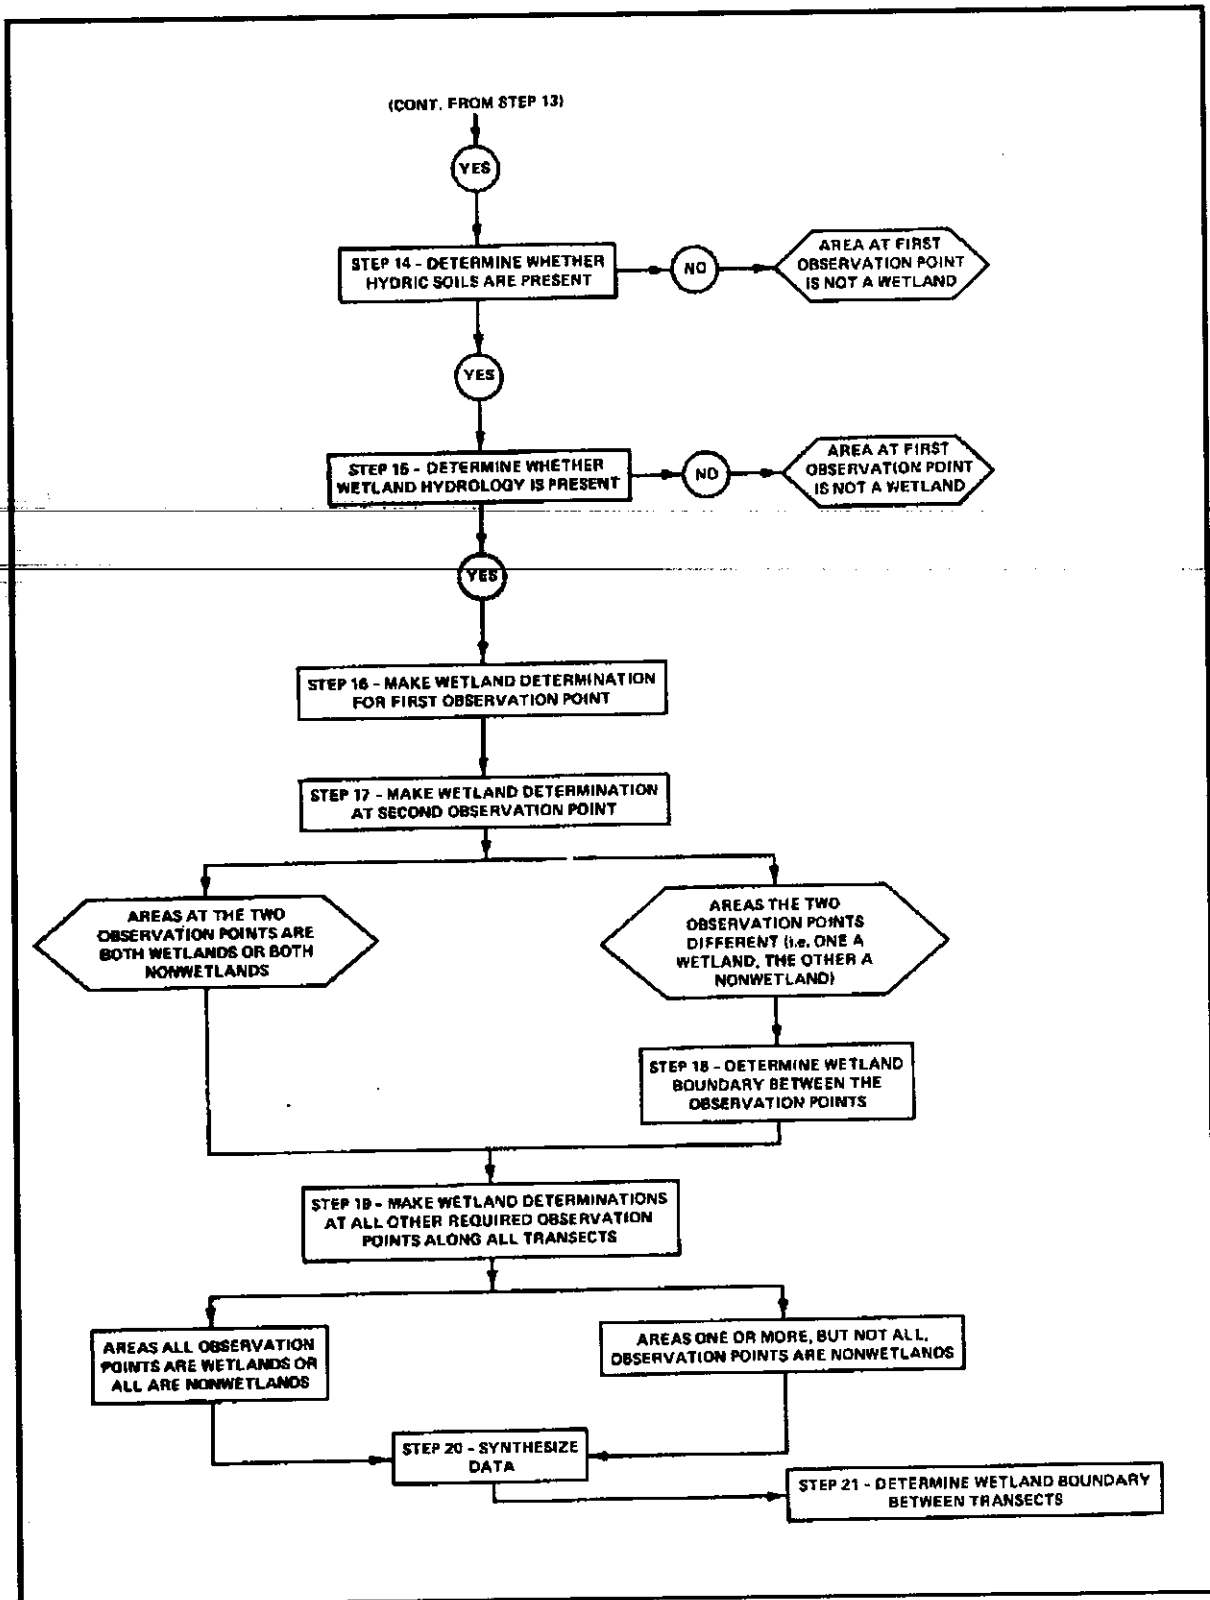 (CONT. FROM STEP 13)
YES
STEP 14 - DETERMINE WHETHER
HYDRIC SOILS ARE PRESENT
NO
AREA AT FIRST
OBSERVATION POINT
IS NOT A WETLAND
YES
STEP 15 - DETERMINE WHETHER
WETLAND HYDROLOGY IS PRESENT
NO
AREA AT FIRST
OBSERVATION POINT
IS NOT A WETLAND
YES
STEP 16 - MAKE WETLAND DETERMINATION
FOR FIRST OBSERVATION POINT
STEP 17 - MAKE WETLAND DETERMINATION
AT SECOND OBSERVATION POINT
AREAS AT THE TWO
OBSERVATION POINTS ARE
BOTH WETLANDS OR BOTH
NONWETLANDS
AREAS THE TWO
OBSERVATION POINTS
DIFFERENT (i.e. ONE A
WETLAND, THE OTHER A
NONWETLAND)
STEP 18 - DETERMINE WETLAND
BOUNDARY BETWEEN THE
OBSERVATION POINTS
STEP 19 - MAKE WETLAND DETERMINATIONS
AT ALL OTHER REQUIRED OBSERVATION
POINTS ALONG ALL TRANSECTS
AREAS ALL OBSERVATION
POINTS ARE WETLANDS OR
ALL ARE NONWETLANDS
AREAS ONE OR MORE, BUT NOT ALL,
OBSERVATION POINTS ARE NONWETLANDS
STEP 20 - SYNTHESIZE
DATA
STEP 21 - DETERMINE WETLAND BOUNDARY
BETWEEN TRANSECTS